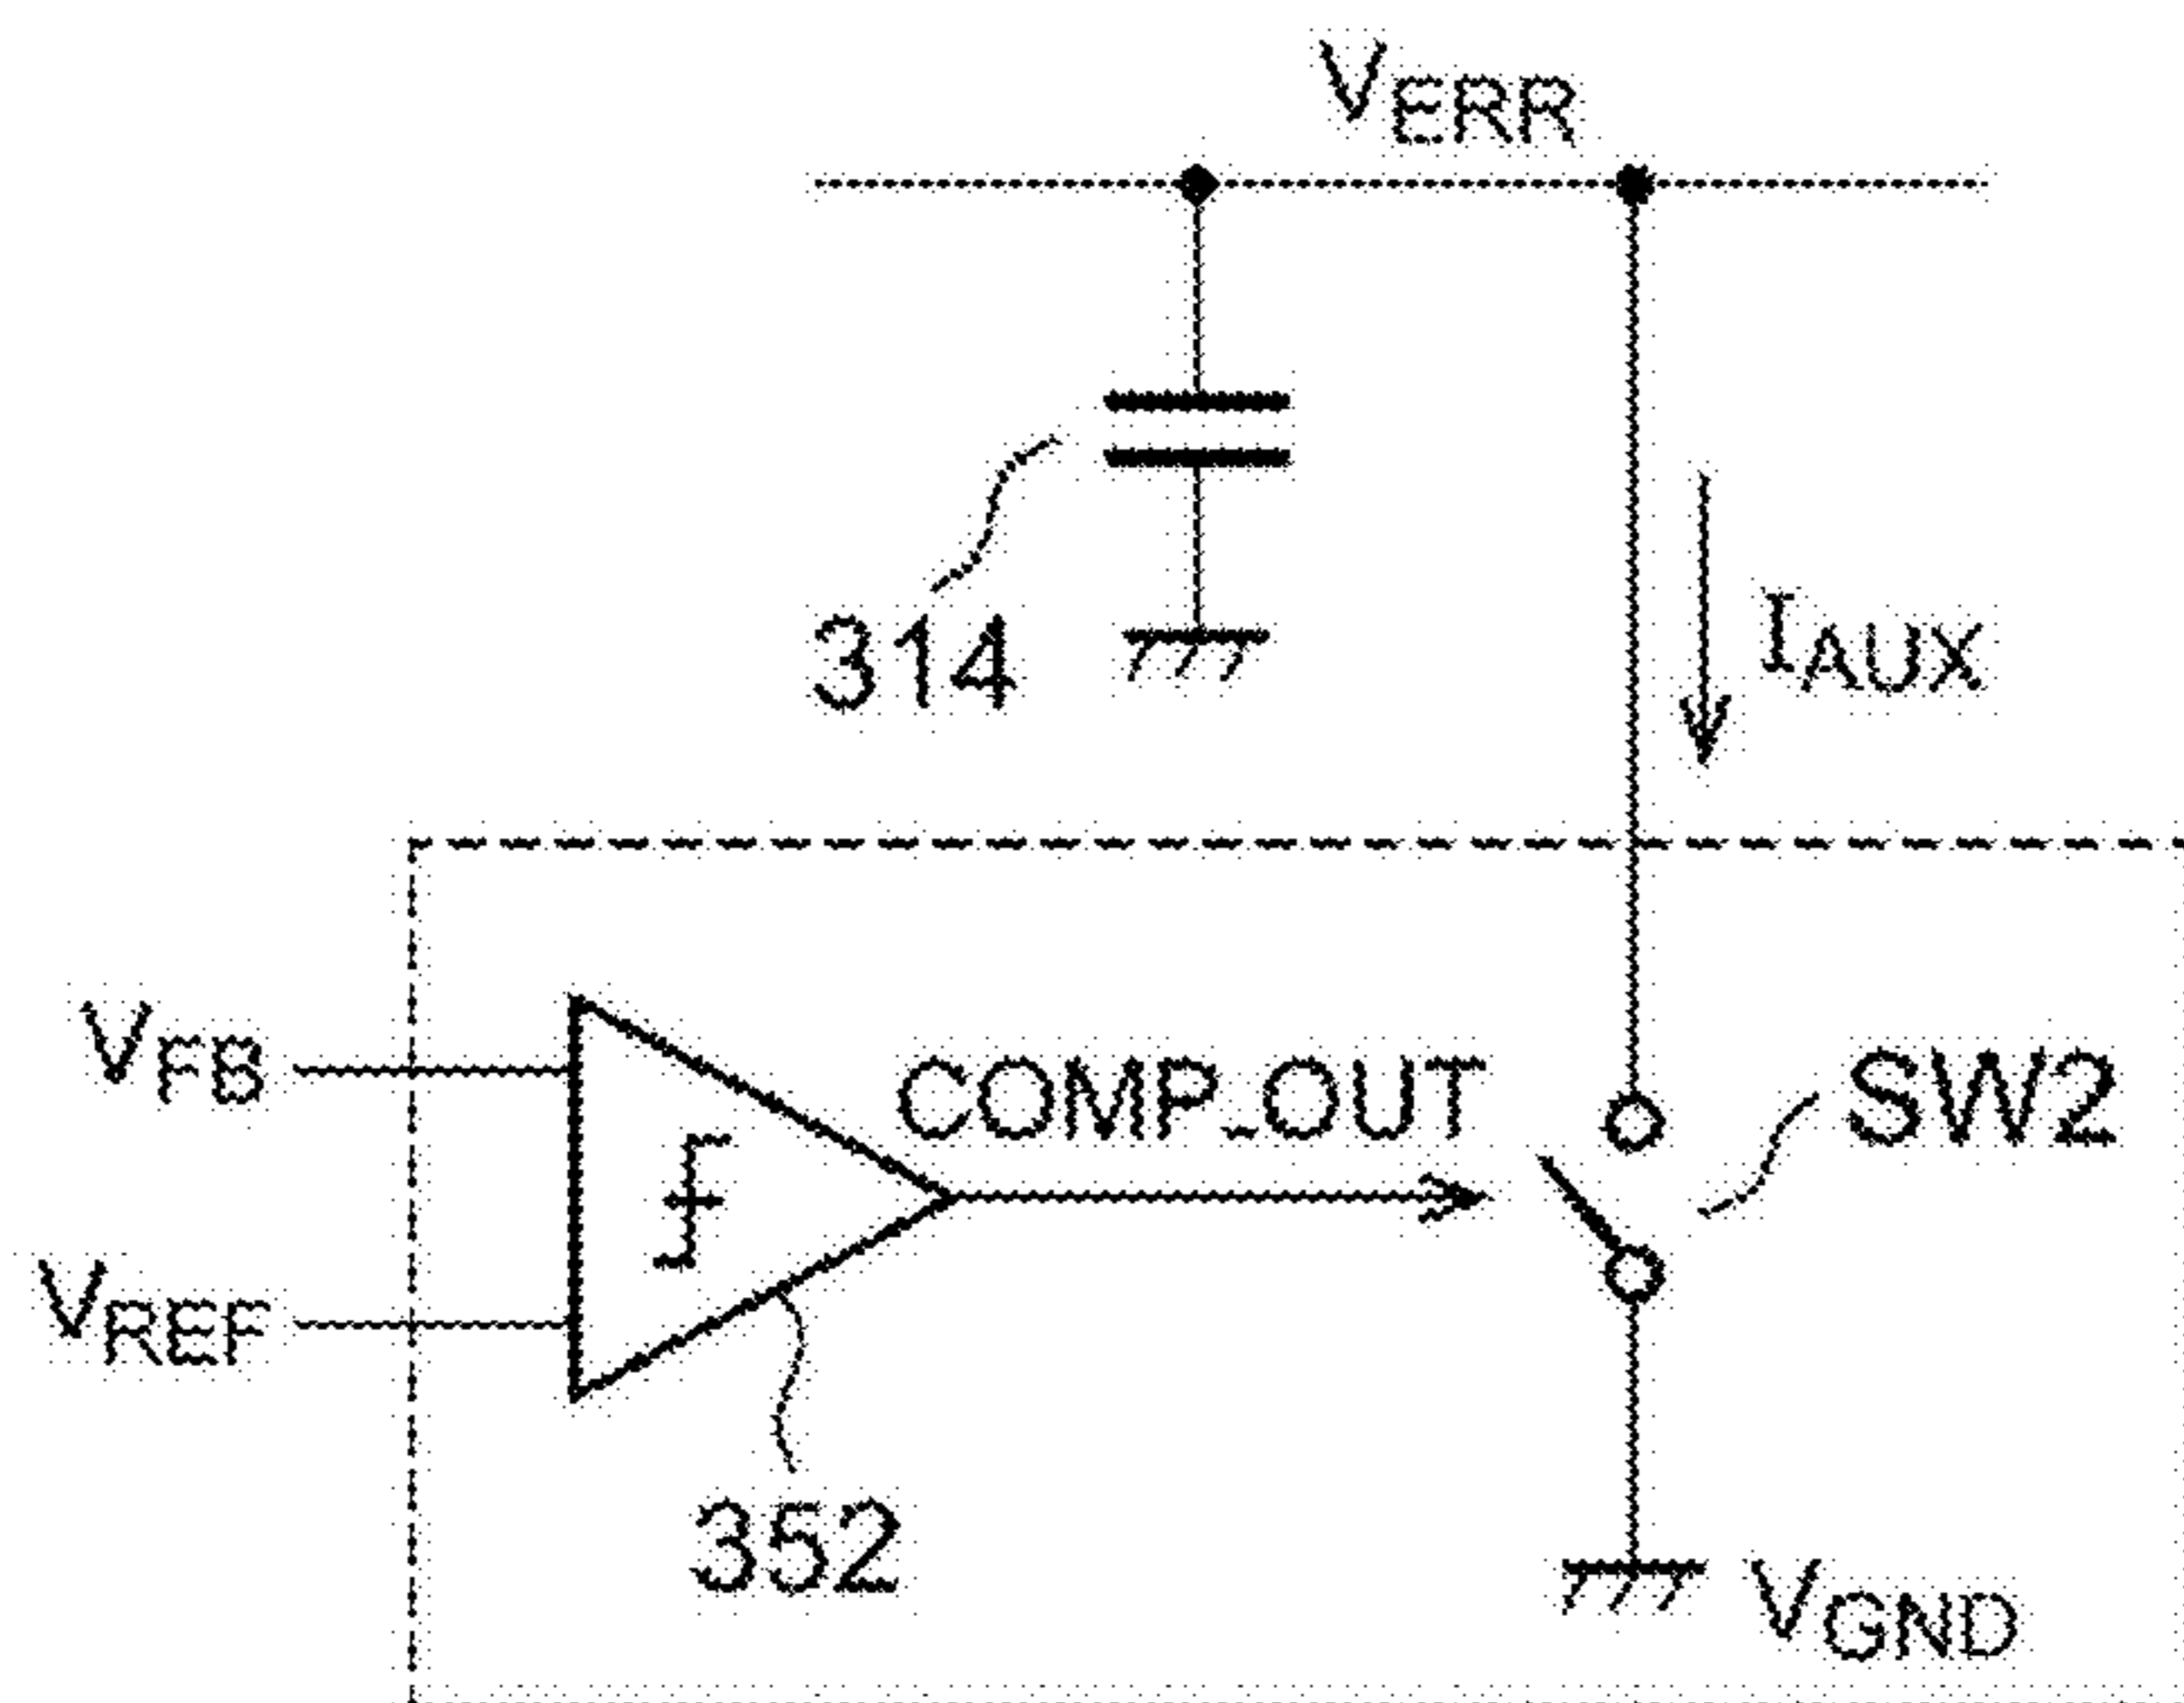 VERR
314
IAUX
VFB
COMP_OUT
SW2
VREF
352
VGND